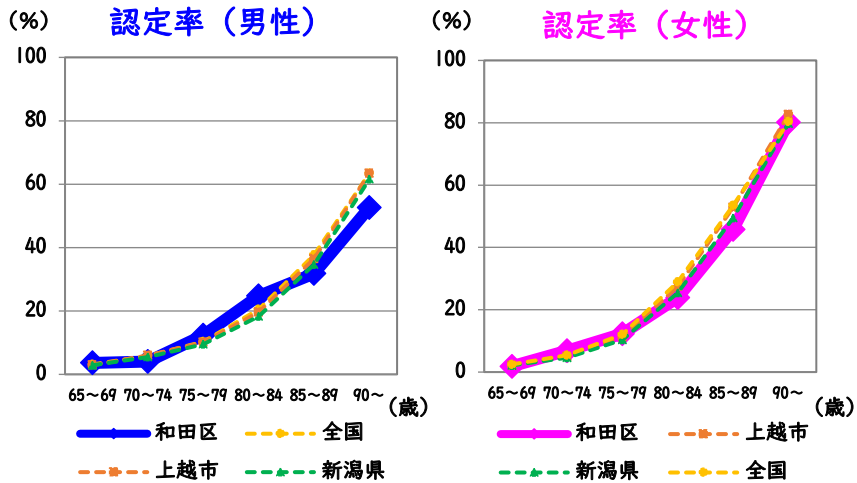 (%)
認定率（男性）
100
80
60
40
20
0
65～69 70～74 75～79 80～84 85～89 90～
(歳)
和田区 全国
上越市 新潟県
(%)
認定率（女性）
100
80
60
40
20
0
65～69 70～74 75～79 80～84 85～89 90～
(歳)
和田区 上越市
新潟県 全国